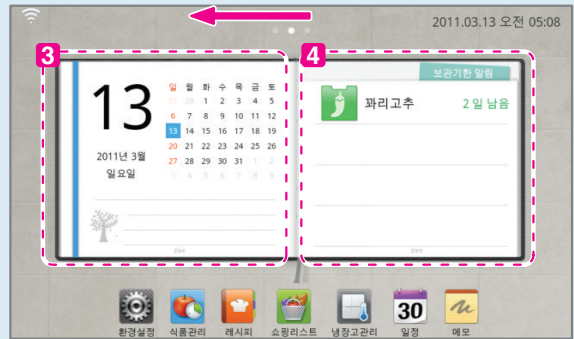 2011.03.13 오전 05:08
3
4
13
2011년 3월
일요일
일 월 화 수 목 금 토
27 28 1 2 3 4 5
6 7 8 9 10 11 12
13 14 15 16 17 18 19
20 21 22 23 24 25 26
27 28 29 30 31 1 2
3 4 5 6 7 8 9
보관기한 알림
꽈리고추 2 일 남음
환경설정 식품관리 레시피 쇼핑리스트 냉장고관리 30 일정 메모